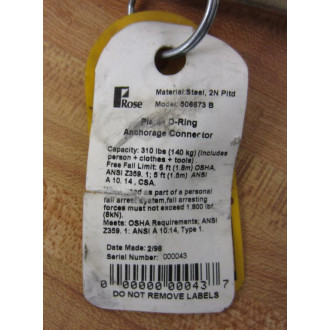 Rose
Material: Steel, 2N Pltd
Model: 506673 B
D-Ring
Anchorage Connector
Capacity: 310 lbs (140 kg) (includes
person + clothes + tools)
Free Fall Limit: 6 ft (1.8m) OSHA,
ANSI Z359. 1; 5 ft (1.5m) ANSI
A 10. 14 , CSA.
as part of a personal
fall arrest system, fall arresting
forces must not exceed 1,800 lbf.
(8kN).
Meets: OSHA Requirements; ANSI
Z359. 1: ANSI A 10:14, Type 1.
Date Made: 2/98
Serial Number: 000043
0 00000 00043 7
DO NOT REMOVE LABELS